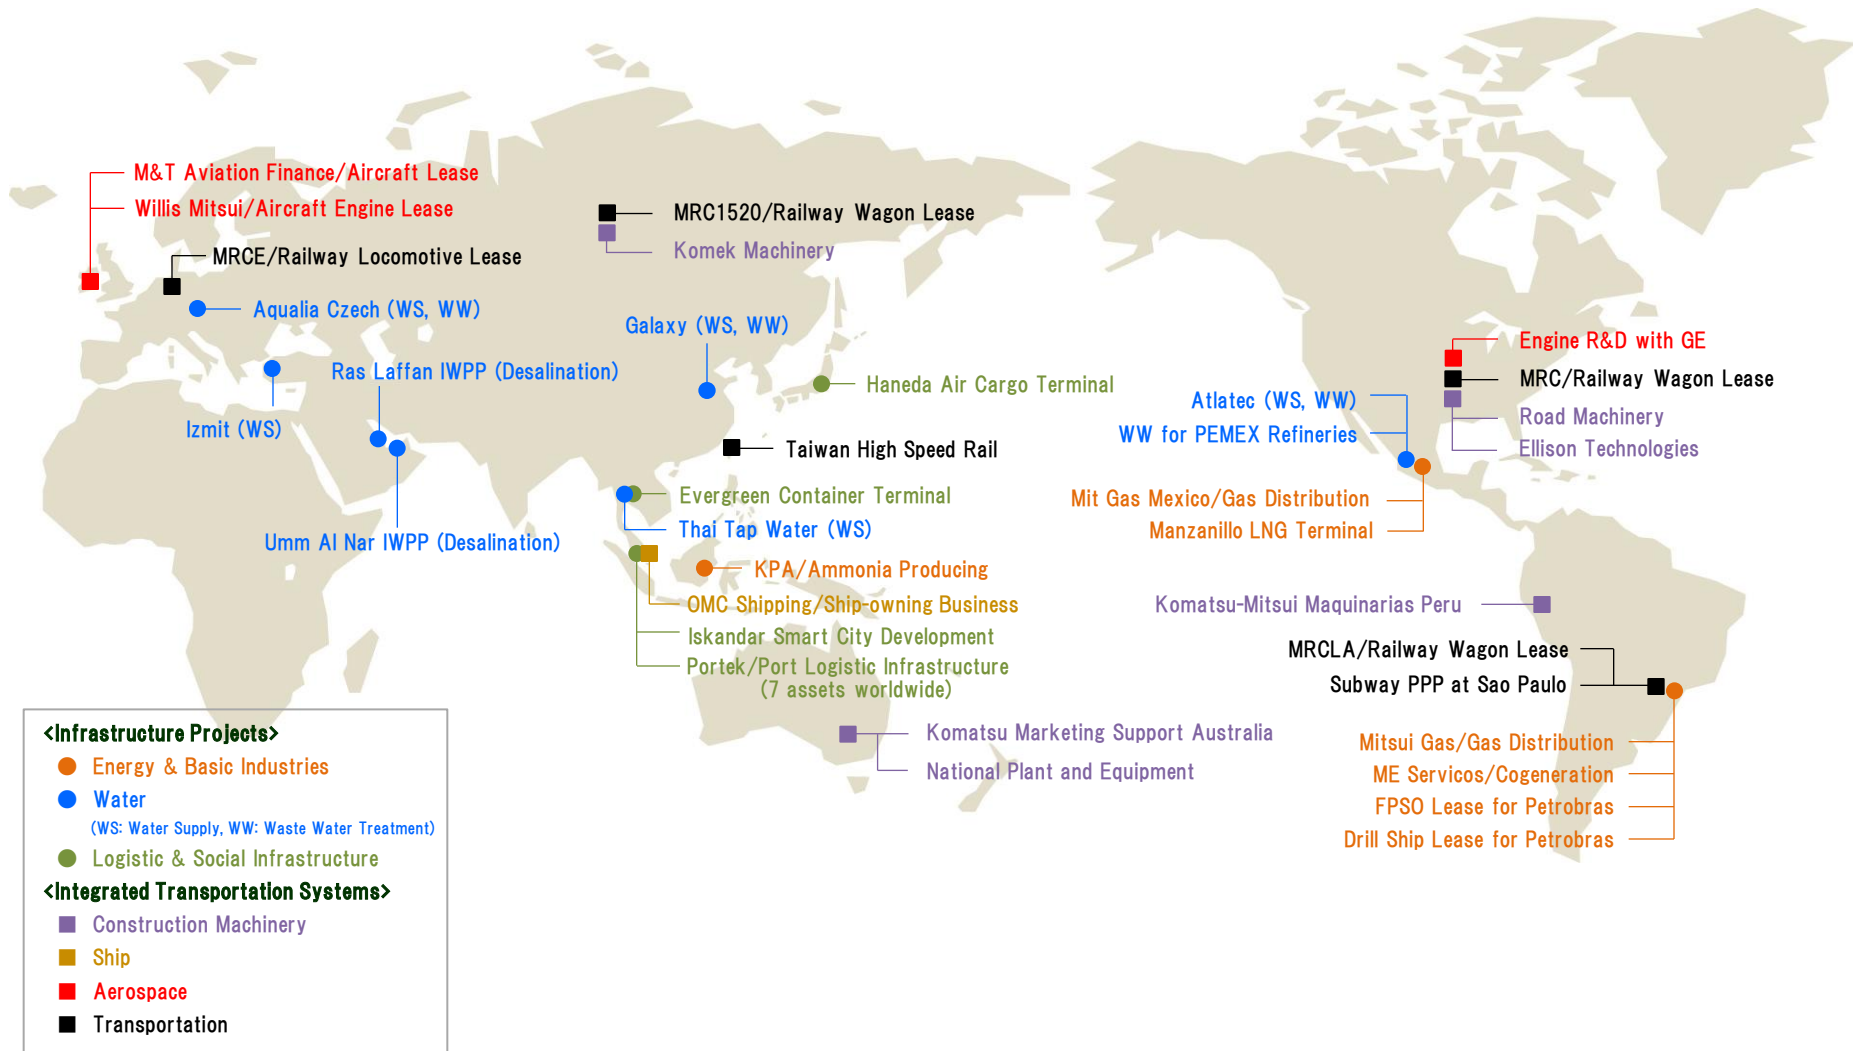 M&T Aviation Finance/Aircraft Lease
Willis Mitsui/Aircraft Engine Lease
MRCE/Railway Locomotive Lease
Aqualia Czech (WS, WW)
Izmit (WS)
Ras Laffan IWPP (Desalination)
Umm Al Nar IWPP (Desalination)
MRC1520/Railway Wagon Lease
Komek Machinery
Galaxy (WS, WW)
Haneda Air Cargo Terminal
Taiwan High Speed Rail
Evergreen Container Terminal
Thai Tap Water (WS)
KPA/Ammonia Producing
OMC Shipping/Ship-owning Business
Iskandar Smart City Development
Portek/Port Logistic Infrastructure
(7 assets worldwide)
Komatsu Marketing Support Australia
National Plant and Equipment
Engine R&D with GE
MRC/Railway Wagon Lease
Road Machinery
Ellison Technologies
Atlatec (WS, WW)
WW for PEMEX Refineries
Mit Gas Mexico/Gas Distribution
Manzanillo LNG Terminal
Komatsu-Mitsui Maquinarias Peru
MRCLA/Railway Wagon Lease
Subway PPP at Sao Paulo
Mitsui Gas/Gas Distribution
ME Servicos/Cogeneration
FPSO Lease for Petrobras
Drill Ship Lease for Petrobras
<Infrastructure Projects>
Energy & Basic Industries
Water
(WS: Water Supply, WW: Waste Water Treatment)
Logistic & Social Infrastructure
<Integrated Transportation Systems>
Construction Machinery
Ship
Aerospace
Transportation